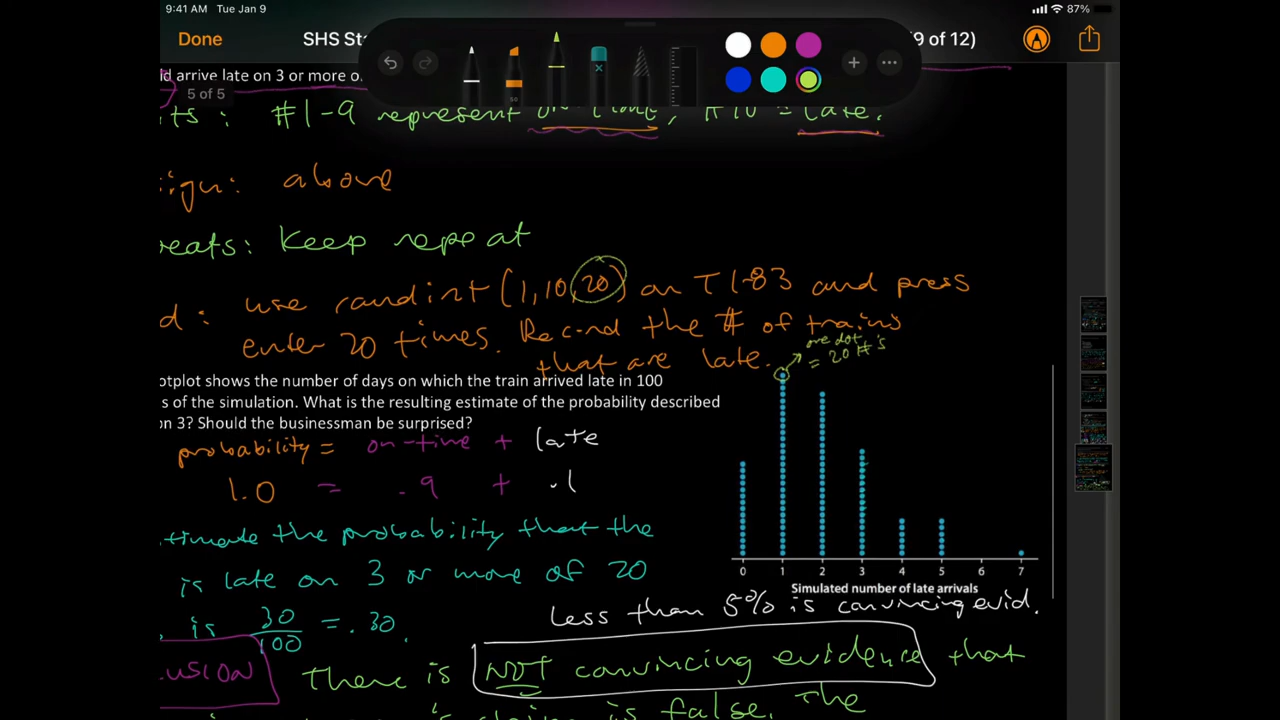 9:41 AM Tue Jan 9
87%
Done
SHS Sta
9 of 12)
d arrive late on 3 or more o
5 of 5
ts : #1-9 represent on-time, #10 = late.
sign: above
eats: Keep repeat
d : use randint (1,10,20) on TI-83 and press
enter 20 times. Record the # of trains
that are late.
one dot
= 20 #'s
otplot shows the number of days on which the train arrived late in 100
s of the simulation. What is the resulting estimate of the probability described
on 3? Should the businessman be surprised?
probability = on-time + late
1.0 = .9 + .1
timate the probability that the
is late on 3 or more of 20
is 30/100 = .30.
0 1 2 3 4 5 6 7
Simulated number of late arrivals
less than 5% is convincing evid.
LUSION There is NOT convincing evidence that
claim is false. The